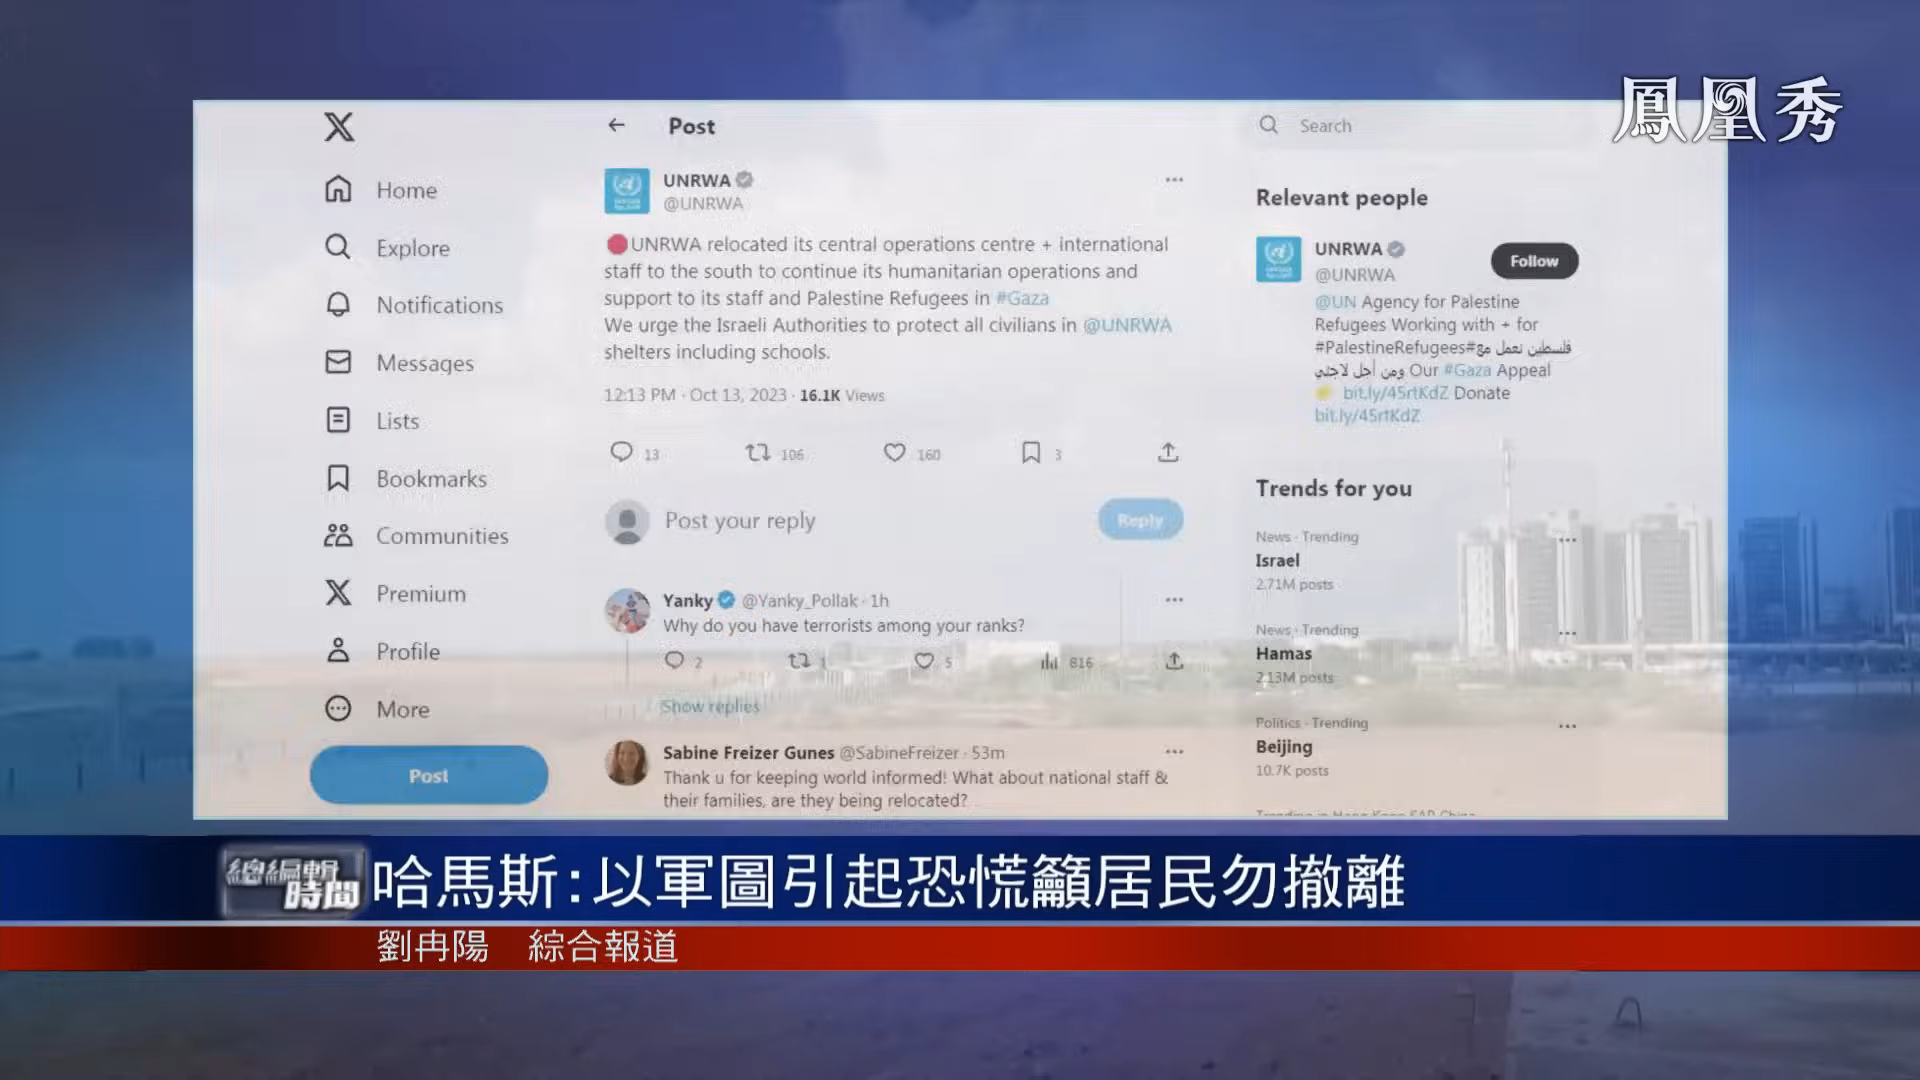 鳳凰秀
Home
Explore
Notifications
Messages
Lists
Bookmarks
Communities
Premium
Profile
More
Post
Post
UNRWA
@UNRWA
UNRWA relocated its central operations centre + international
staff to the south to continue its humanitarian operations and
support to its staff and Palestine Refugees in #Gaza
We urge the Israeli Authorities to protect all civilians in @UNRWA
shelters including schools.
12:13 PM · Oct 13, 2023 · 16.1K Views
13 106 160 3
Post your reply
Reply
Yanky @Yanky_Pollak · 1h
Why do you have terrorists among your ranks?
2 1 5 816
Show replies
Sabine Freizer Gunes @SabineFreizer · 53m
Thank u for keeping world informed! What about national staff &
their families, are they being relocated?
Search
Relevant people
UNRWA
@UNRWA
Follow
@UN Agency for Palestine
Refugees Working with + for
#PalestineRefugees#فلسطين نعمل مع
ومن أجل لاجئي Our #Gaza Appeal
bit.ly/45rtKdZ Donate
bit.ly/45rtKdZ
Trends for you
News · Trending
Israel
2.71M posts
News · Trending
Hamas
2.13M posts
Politics · Trending
Beijing
10.7K posts
總編輯
時間
哈馬斯:以軍圖引起恐慌籲居民勿撤離
劉冉陽 綜合報道